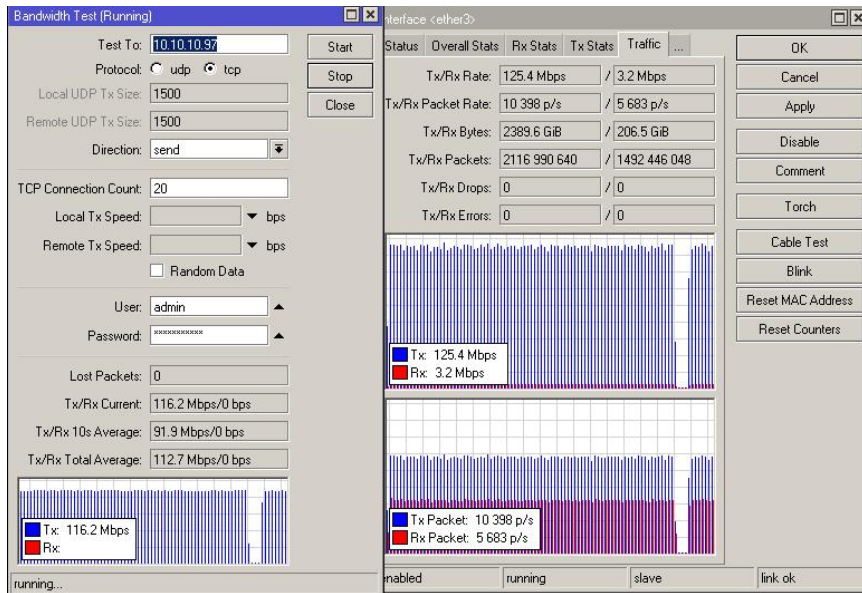 Bandwidth Test (Running)
Test To: 10.10.10.97
Start
Protocol: udp tcp
Stop
Local UDP Tx Size: 1500
Close
Remote UDP Tx Size: 1500
Direction: send
TCP Connection Count: 20
Local Tx Speed: bps
Remote Tx Speed: bps
Random Data
User: admin
Password: ***********
Lost Packets: 0
Tx/Rx Current: 116.2 Mbps/0 bps
Tx/Rx 10s Average: 91.9 Mbps/0 bps
Tx/Rx Total Average: 112.7 Mbps/0 bps
Tx: 116.2 Mbps
Rx:
running...
nterface <ether3>
Status Overall Stats Rx Stats Tx Stats Traffic ...
Tx/Rx Rate: 125.4 Mbps / 3.2 Mbps
Tx/Rx Packet Rate: 10 398 p/s / 5 683 p/s
Tx/Rx Bytes: 2389.6 GiB / 206.5 GiB
Tx/Rx Packets: 2116 990 640 / 1492 446 048
Tx/Rx Drops: 0 / 0
Tx/Rx Errors: 0 / 0
Tx: 125.4 Mbps
Rx: 3.2 Mbps
Tx Packet: 10 398 p/s
Rx Packet: 5 683 p/s
OK
Cancel
Apply
Disable
Comment
Torch
Cable Test
Blink
Reset MAC Address
Reset Counters
nabled running slave link ok